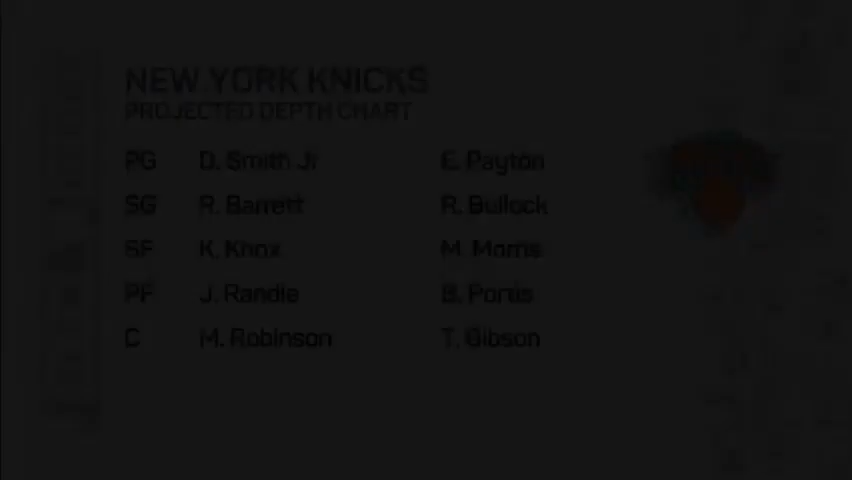 NEW YORK KNICKS
PROJECTED DEPTH CHART
PG D. Smith Jr E. Payton
SG R. Barrett R. Bullock
SF K. Knox M. Morris
PF J. Randle B. Portis
C M. Robinson T. Gibson